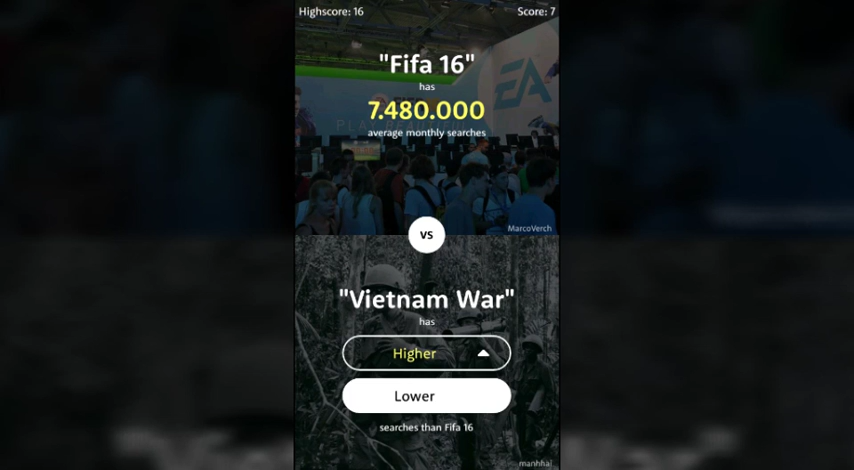 Highscore: 16
Score: 7
"Fifa 16"
has
7.480.000
average monthly searches
EA
MarcoVerch
VS
"Vietnam War"
has
Higher
Lower
searches than Fifa 16
manhhai